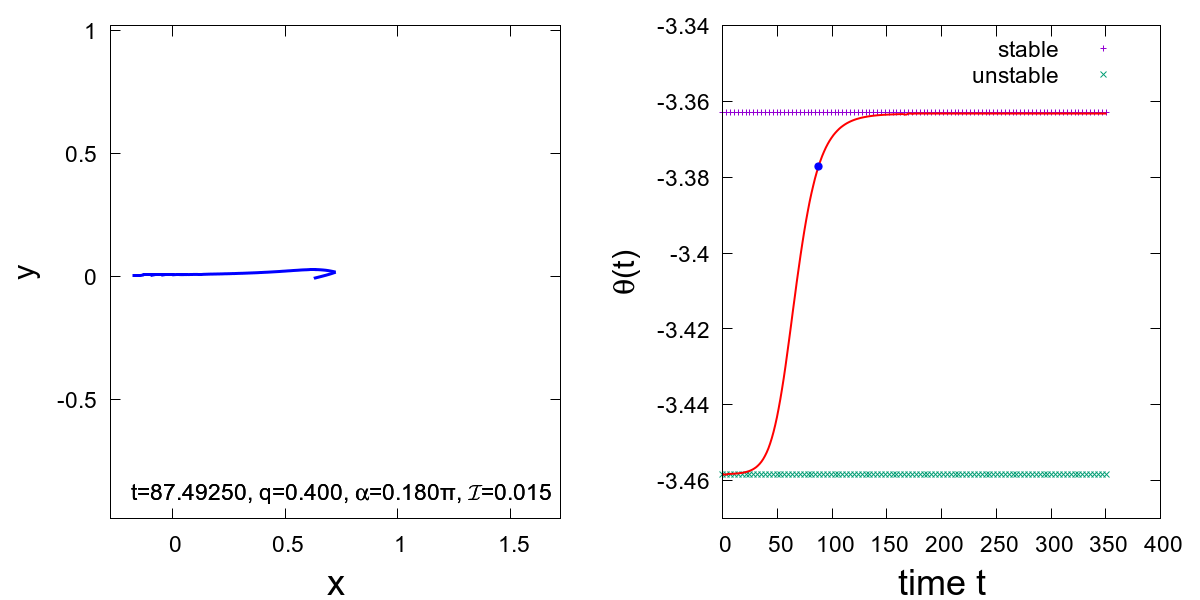 1
0.5
0
-0.5
y
t=87.49250, q=0.400, α=0.180π, ℐ=0.015
0 0.5 1 1.5
x
-3.34
-3.36
-3.38
-3.4
-3.42
-3.44
-3.46
θ(t)
stable
unstable
0 50 100 150 200 250 300 350 400
time t